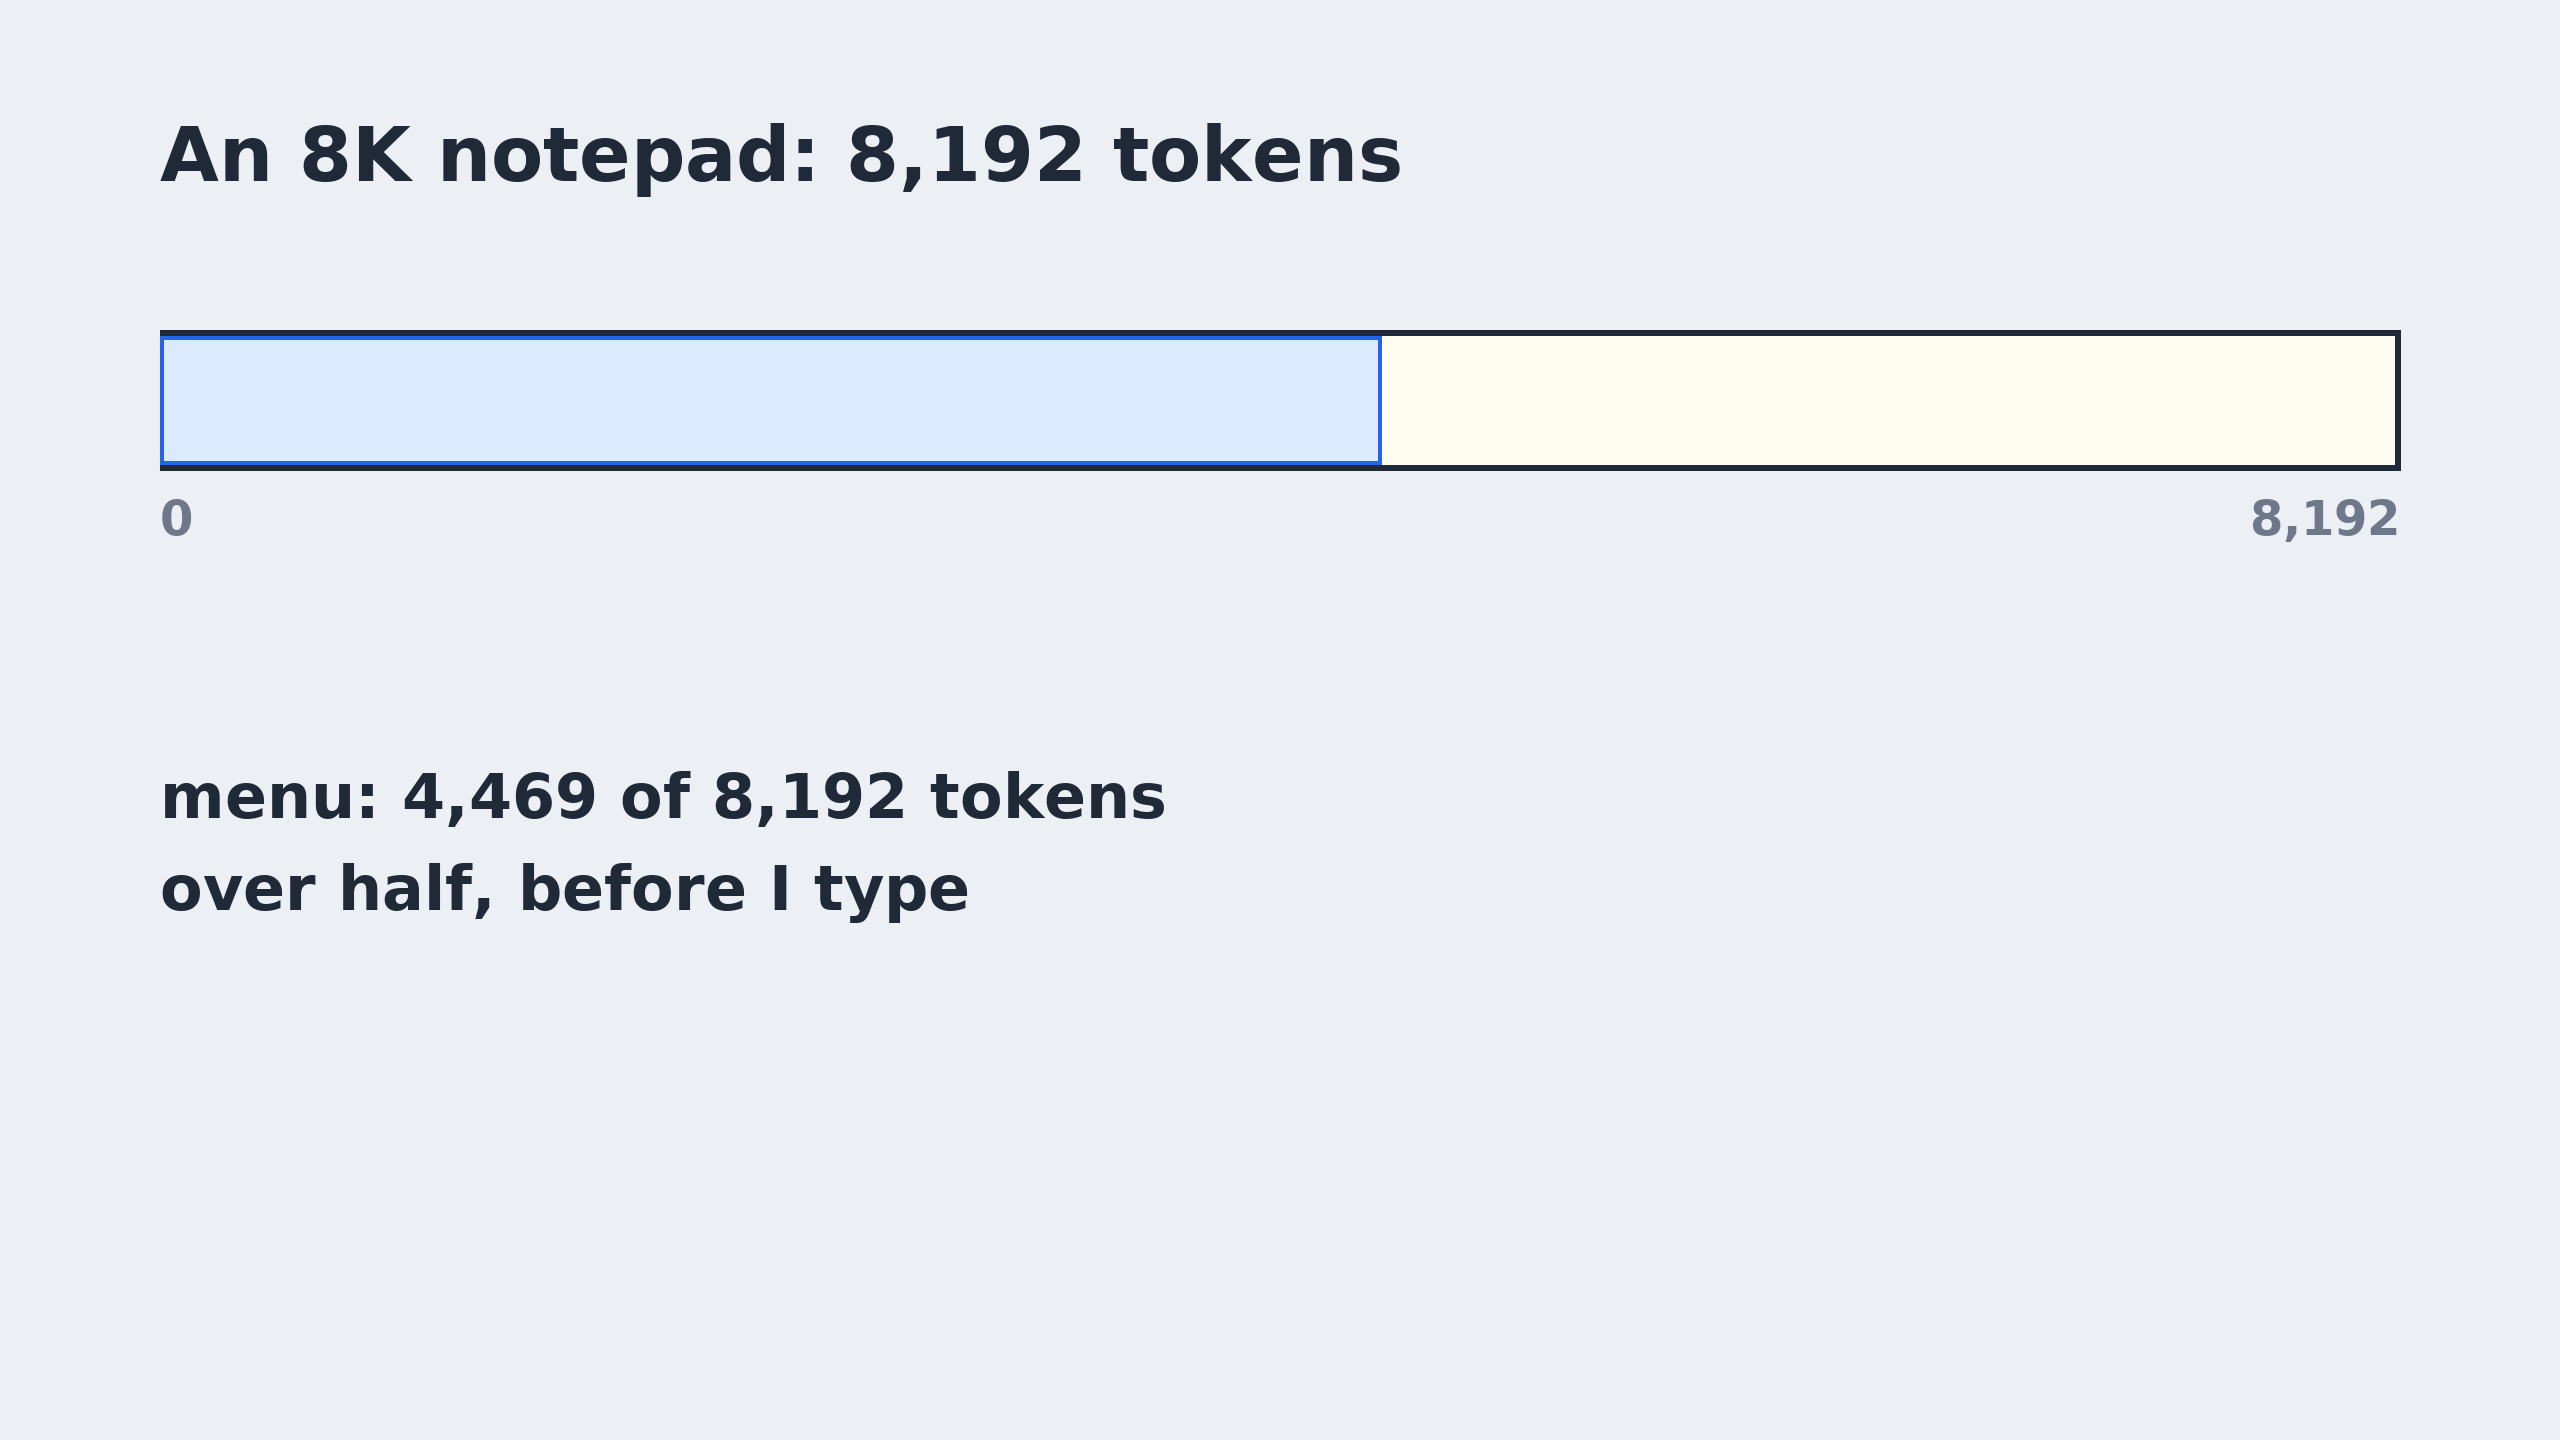 An 8K notepad: 8,192 tokens
0
8,192
menu: 4,469 of 8,192 tokens
over half, before I type